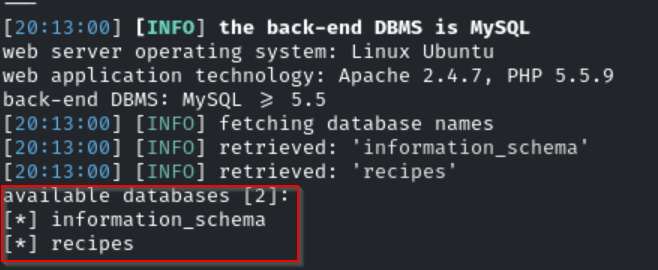 [20:13:00] [INFO] the back-end DBMS is MySQL
web server operating system: Linux Ubuntu
web application technology: Apache 2.4.7, PHP 5.5.9
back-end DBMS: MySQL ⩾ 5.5
[20:13:00] [INFO] fetching database names
[20:13:00] [INFO] retrieved: 'information_schema'
[20:13:00] [INFO] retrieved: 'recipes'
available databases [2]:
[*] information_schema
[*] recipes